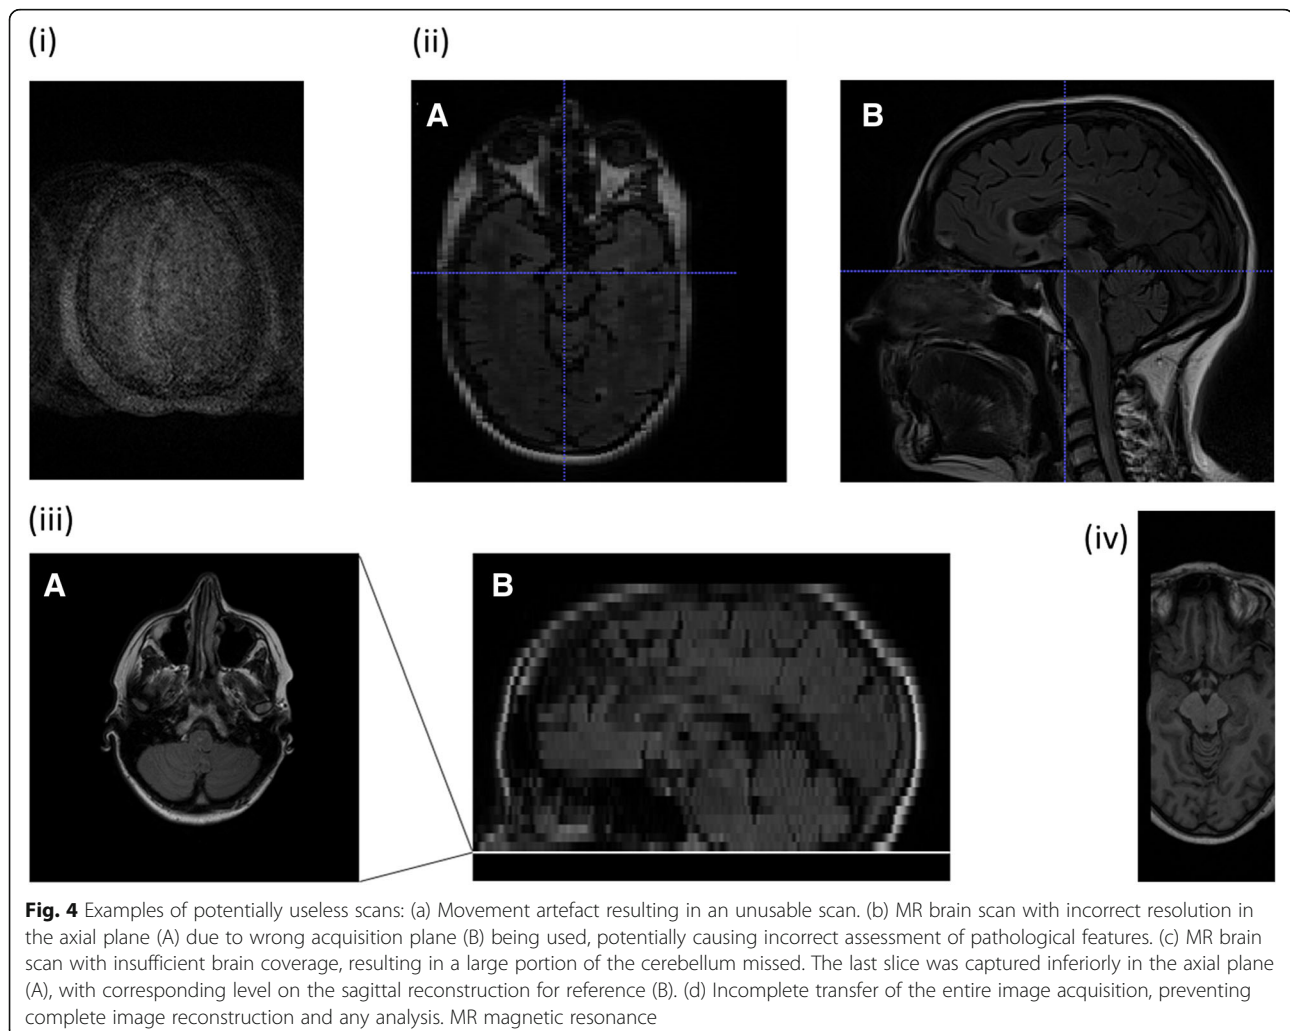 (i)
(ii)
A
B
(iii)
A
B
(iv)
Fig. 4 Examples of potentially useless scans: (a) Movement artefact resulting in an unusable scan. (b) MR brain scan with incorrect resolution in
the axial plane (A) due to wrong acquisition plane (B) being used, potentially causing incorrect assessment of pathological features. (c) MR brain
scan with insufficient brain coverage, resulting in a large portion of the cerebellum missed. The last slice was captured inferiorly in the axial plane
(A), with corresponding level on the sagittal reconstruction for reference (B). (d) Incomplete transfer of the entire image acquisition, preventing
complete image reconstruction and any analysis. MR magnetic resonance